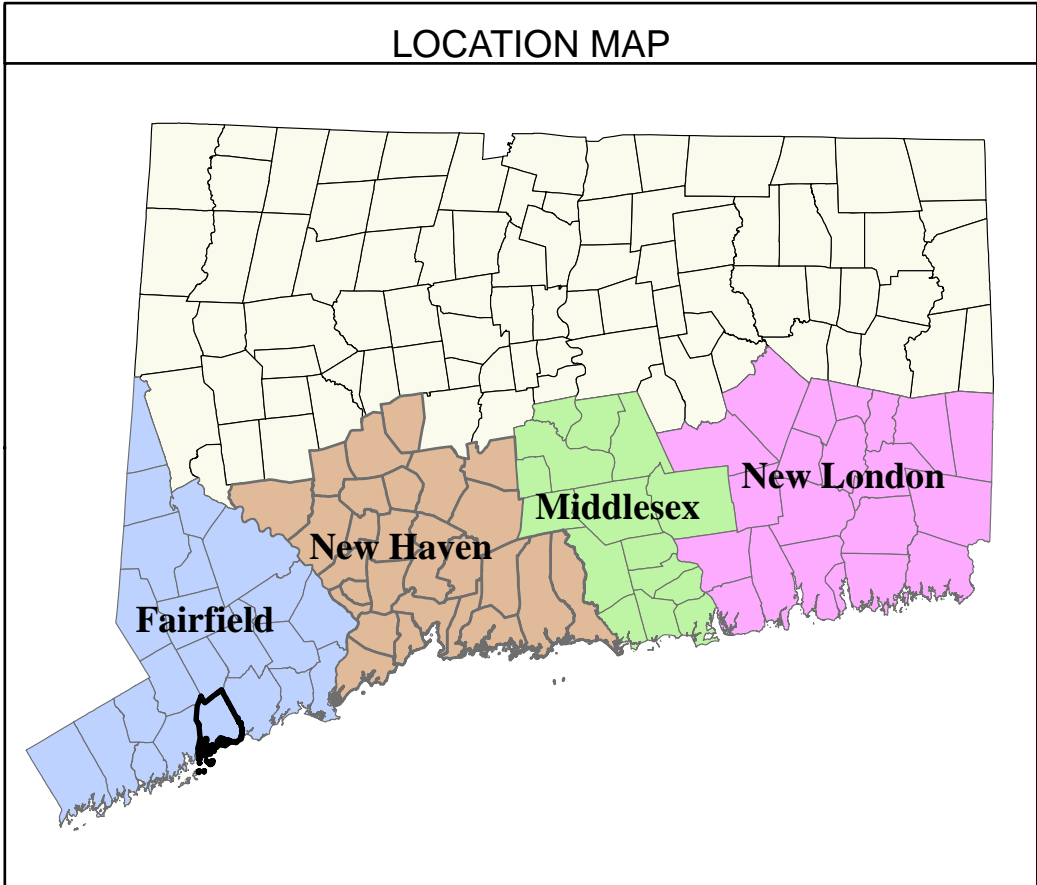 LOCATION MAP
New London
Middlesex
New Haven
Fairfield